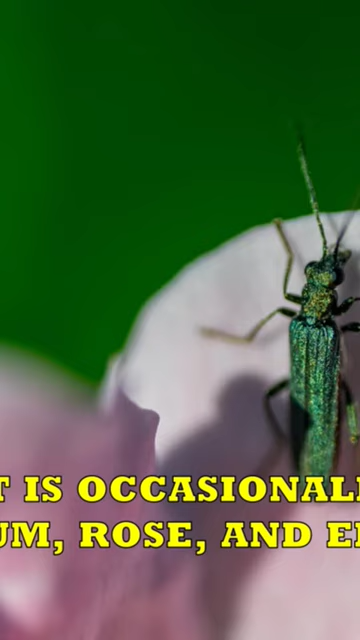 T IS OCCASIONALL
UM, ROSE, AND E